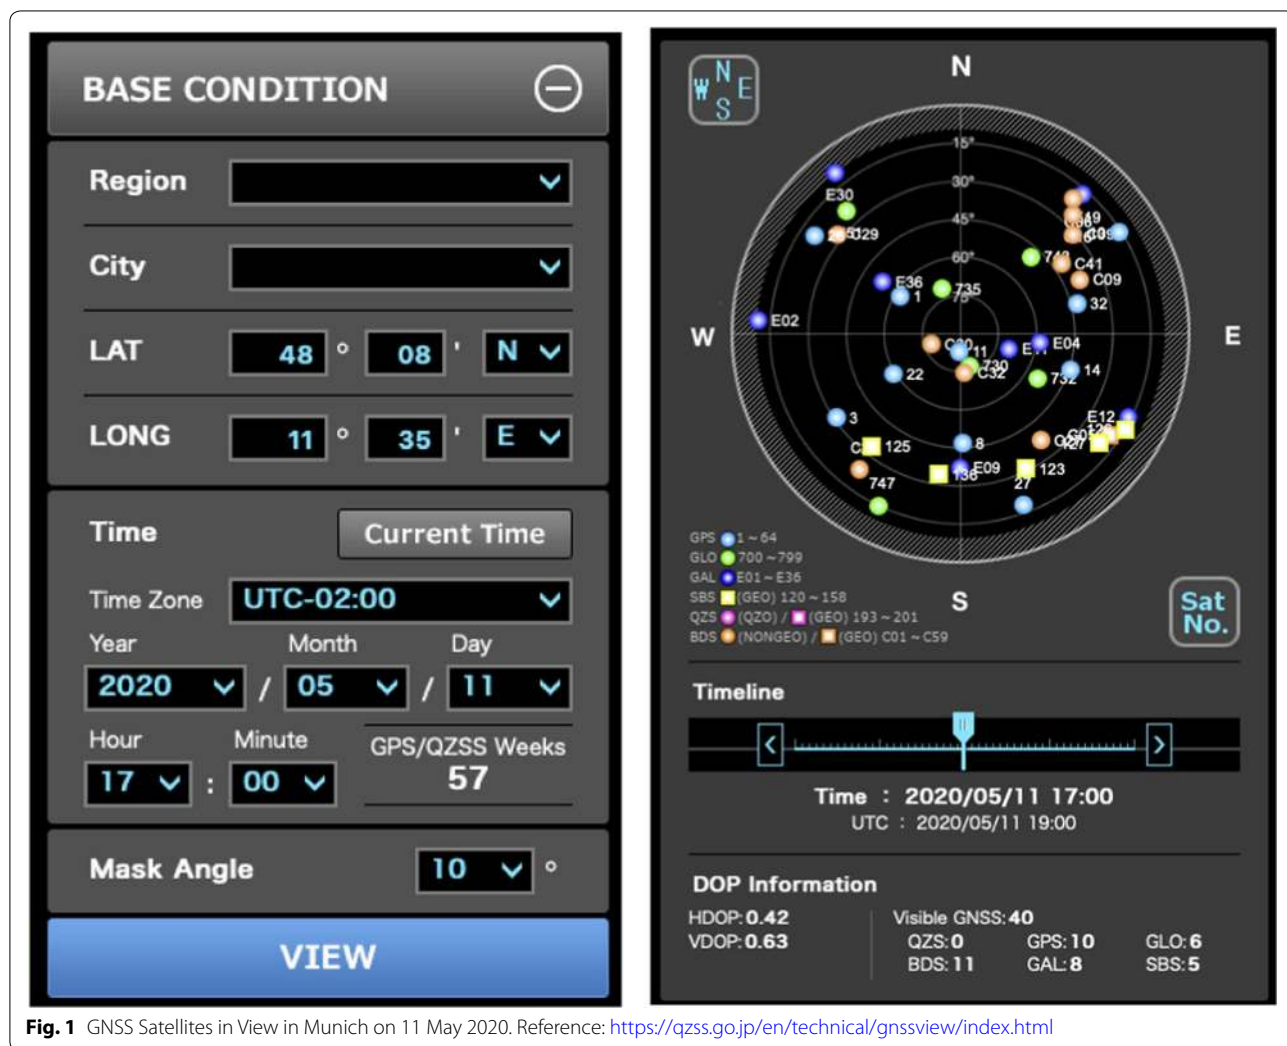 BASE CONDITION
Region
City
LAT 48 ° 08 ' N
LONG 11 ° 35 ' E
Time Current Time
Time Zone UTC-02:00
Year Month Day
2020 / 05 / 11
Hour Minute GPS/QZSS Weeks
17 : 00 57
Mask Angle 10 °
VIEW
N
W E
S
N
15°
30°
E30
45°
C29
60°
C41
E36 735 C09
1 75°
32
E02
W E
11 E04
730
22 C32 732 14
3 E12
125 8
E09 123
136
747 27
GPS 1 ~ 64
GLO 700 ~799
GAL E01 ~ E36
SBS (GEO) 120 ~ 158
QZS (QZO) / (GEO) 193 ~ 201
BDS (NONGEO) / (GEO) C01 ~ C59
S
Sat
No.
Timeline
Time : 2020/05/11 17:00
UTC : 2020/05/11 19:00
DOP Information
HDOP: 0.42 Visible GNSS: 40
VDOP: 0.63 QZS: 0 GPS: 10 GLO: 6
BDS: 11 GAL: 8 SBS: 5
Fig. 1 GNSS Satellites in View in Munich on 11 May 2020. Reference: https://qzss.go.jp/en/technical/gnssview/index.html